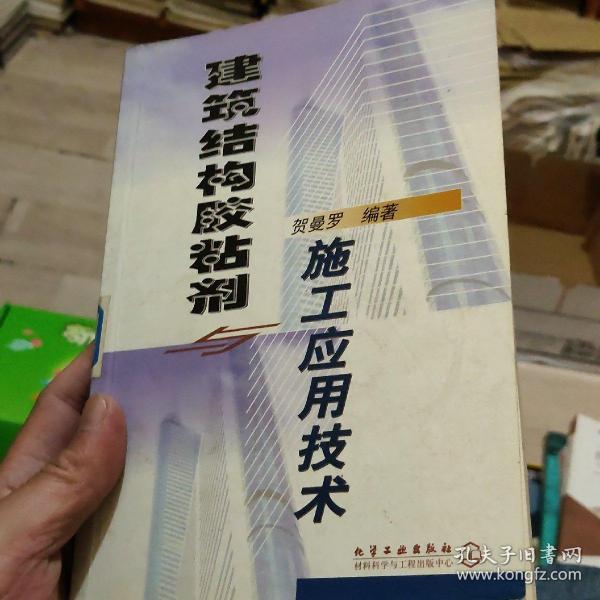 建筑结构胶粘剂
与
施工应用技术
贺曼罗 编著
化学工业出版社
材料科学与工程出版中心
孔夫子旧书网
www.kongfz.com